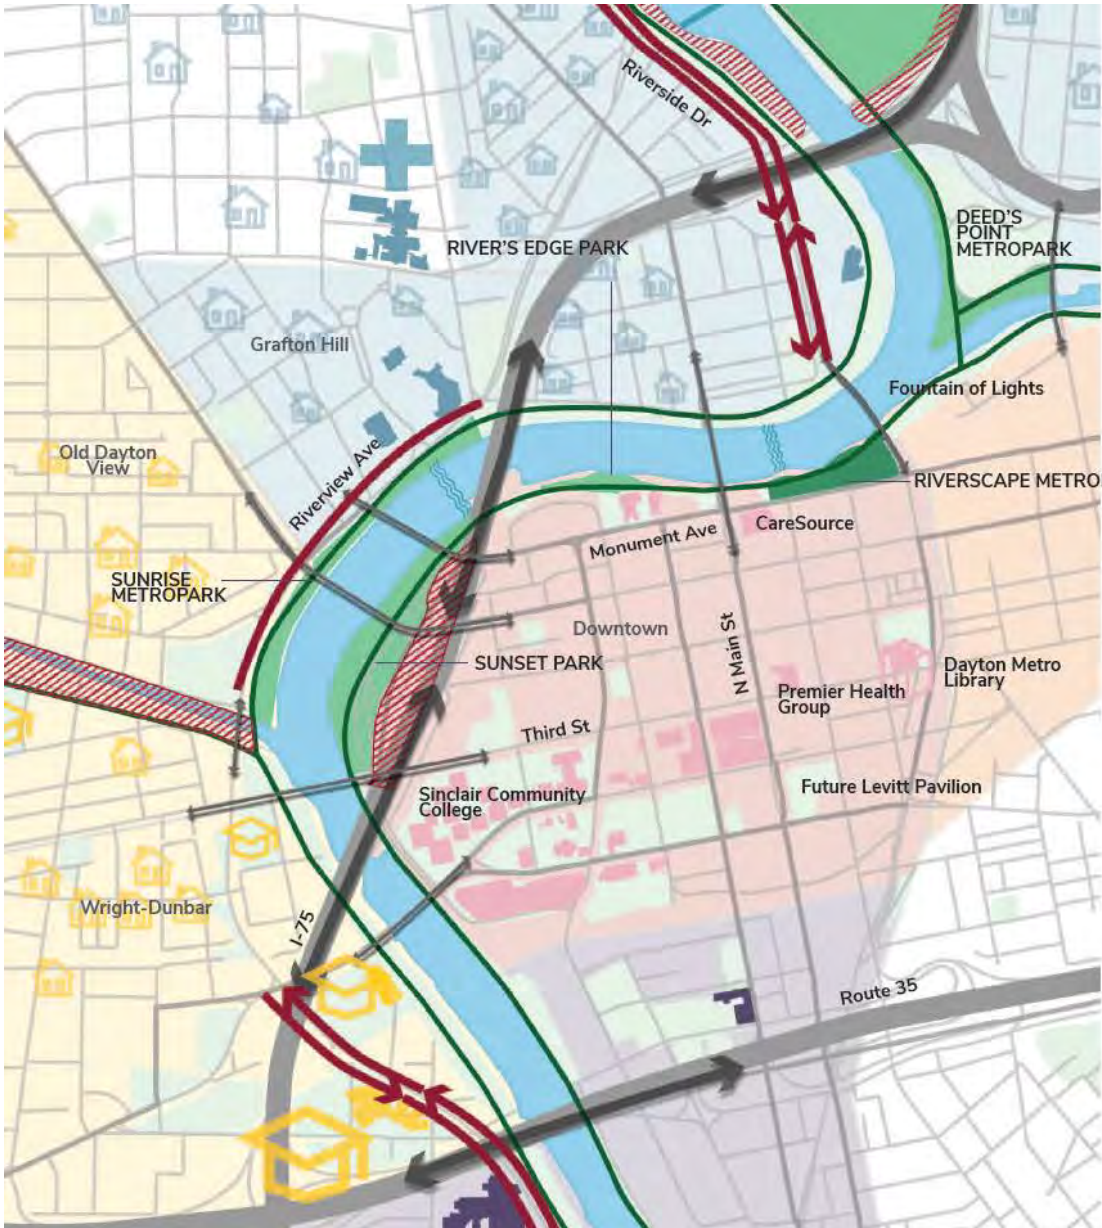 Riverside Dr
DEED'S
POINT
METROPARK
RIVER'S EDGE PARK
Grafton Hill
Fountain of Lights
Old Dayton
View
Riverview Ave
RIVERSCAPE METRO
CareSource
Monument Ave
SUNRISE
METROPARK
Downtown
N Main St
SUNSET PARK
Dayton Metro
Library
Premier Health
Group
Third St
Sinclair Community
College
Future Levitt Pavilion
Wright-Dunbar
I-75
Route 35